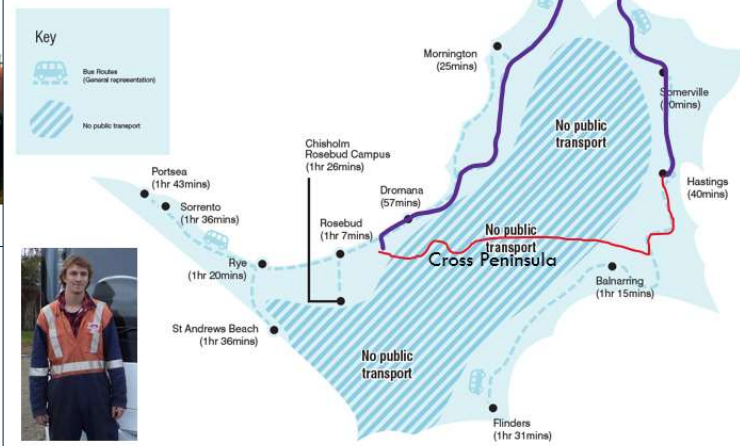 Key
Bus Routes
(General representation)
No public transport
Mornington
(25mins)
Somerville
No public
transport
Chisholm
Rosebud Campus
(1hr 26mins)
Portsea
(1hr 43mins)
Sorrento
(1hr 36mins)
Hastings
(40mins)
Dromana
(57mins)
Rosebud
(1hr 7mins)
No public
transport
Cross Peninsula
Rye
(1hr 20mins)
Balnarring
(1hr 15mins)
St Andrews Beach
(1hr 36mins)
No public
transport
Flinders
(1hr 31mins)